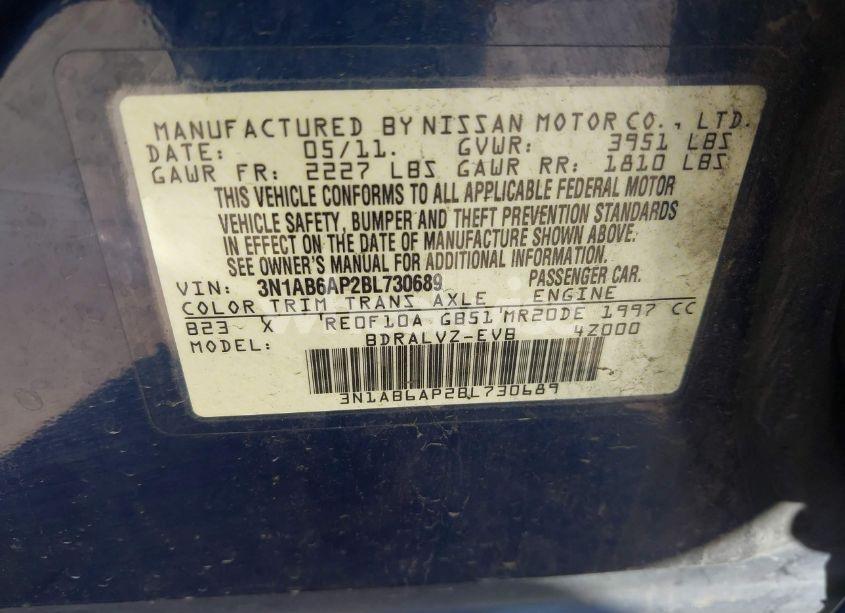 MANUFACTURED BY NISSAN MOTOR CO., LTD.
DATE: 05/11. GVWR: 3951 LBS
GAWR FR: 2227 LBS GAWR RR: 1810 LBS
THIS VEHICLE CONFORMS TO ALL APPLICABLE FEDERAL MOTOR
VEHICLE SAFETY, BUMPER AND THEFT PREVENTION STANDARDS
IN EFFECT ON THE DATE OF MANUFACTURE SHOWN ABOVE.
SEE OWNER'S MANUAL FOR ADDITIONAL INFORMATION.
VIN: 3N1AB6AP2BL730689 PASSENGER CAR.
COLOR TRIM TRANS AXLE ENGINE
B23 X RE0F10A GB51 MR20DE 1997 CC
MODEL: BDRALVZ-EVB 4Z000
3N1AB6AP2BL730689